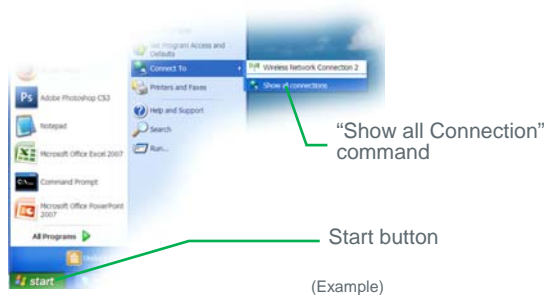 Set Program Access and
Defaults
Connect To
Wireless Network Connection 2
Show all connections
Printers and Faxes
Ps Adobe Photoshop CS3
Help and Support
Notepad
Search
Microsoft Office Excel 2007
Run...
Command Prompt
Microsoft Office PowerPoint
2007
All Programs
start
“Show all Connection”
command
Start button
(Example)